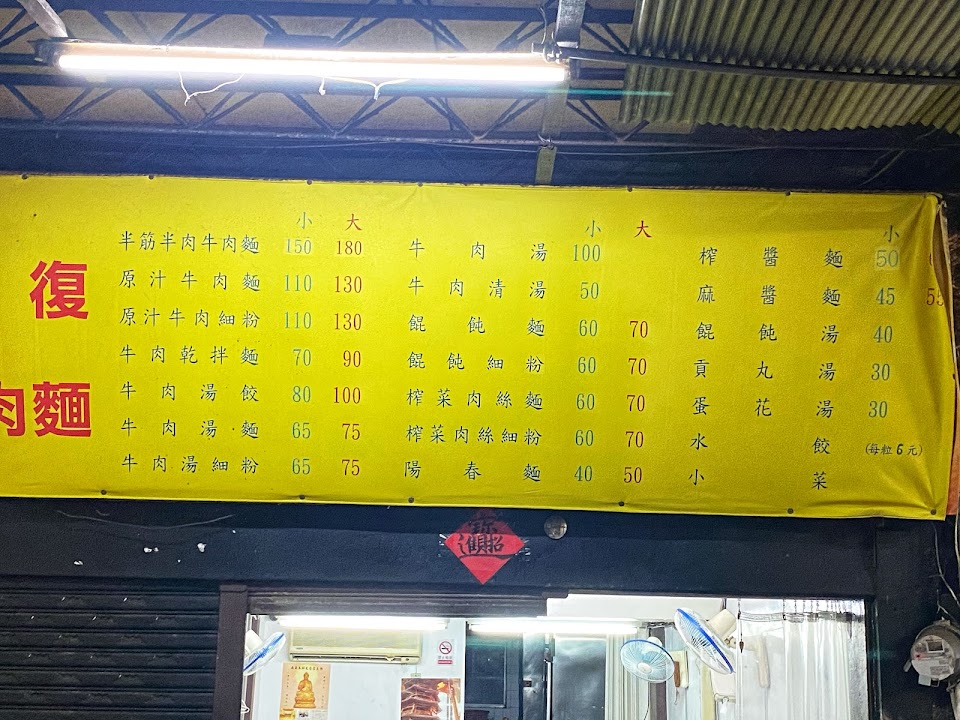 復
肉麵
小 大
半筋半肉牛肉麵 150 180
原汁牛肉麵 110 130
原汁牛肉細粉 110 130
牛肉乾拌麵 70 90
牛肉湯餃 80 100
牛肉湯麵 65 75
牛肉湯細粉 65 75
小 大
牛肉湯 100
牛肉清湯 50
餛飩麵 60 70
餛飩細粉 60 70
榨菜肉絲麵 60 70
榨菜肉絲細粉 60 70
陽春麵 40 50
小
榨醬麵 50
麻醬麵 45 55
餛飩湯 40
貢丸湯 30
蛋花湯 30
水餃 (每粒6元)
小菜